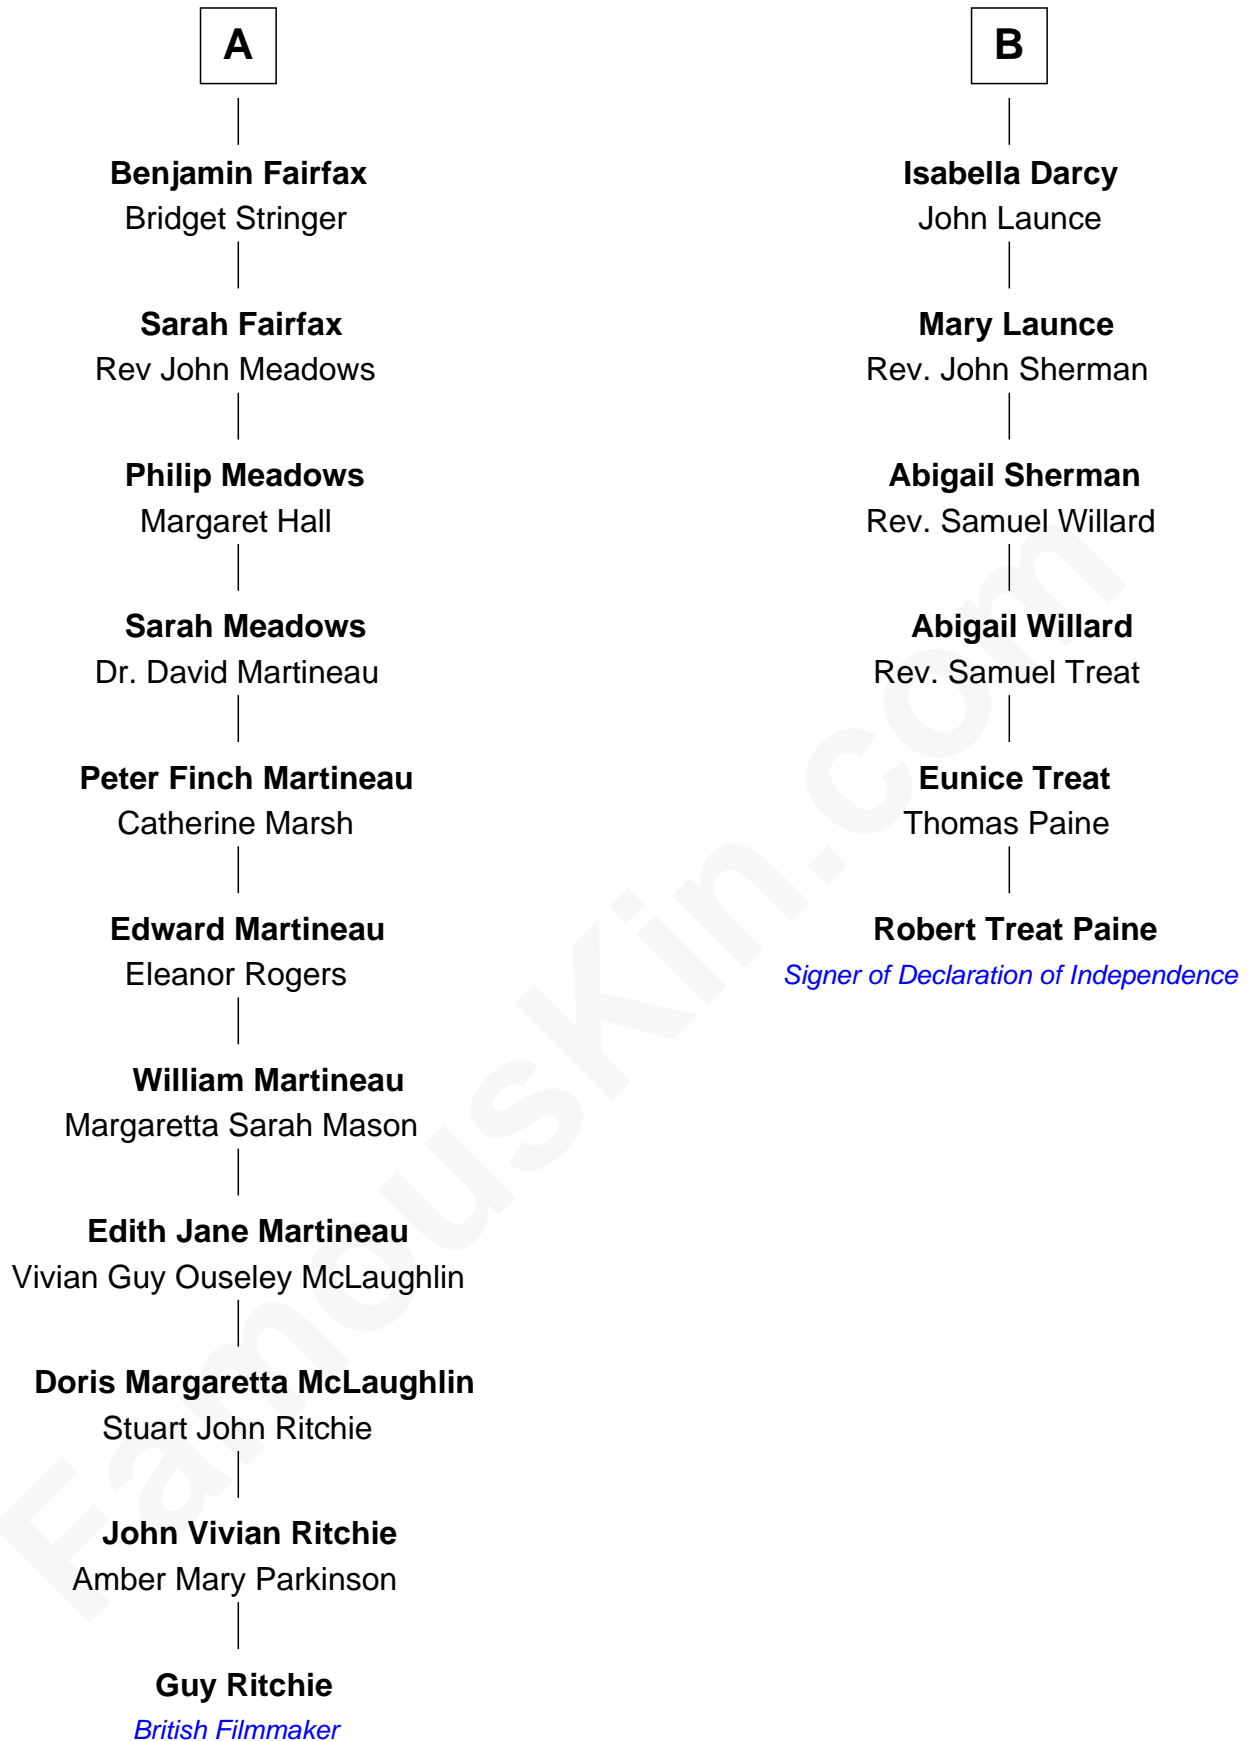 A
Benjamin Fairfax
Bridget Stringer
Sarah Fairfax
Rev John Meadows
Philip Meadows
Margaret Hall
Sarah Meadows
Dr. David Martineau
Peter Finch Martineau
Catherine Marsh
Edward Martineau
Eleanor Rogers
William Martineau
Margaretta Sarah Mason
Edith Jane Martineau
Vivian Guy Ouseley McLaughlin
Doris Margaretta McLaughlin
Stuart John Ritchie
John Vivian Ritchie
Amber Mary Parkinson
Guy Ritchie
British Filmmaker
B
Isabella Darcy
John Launce
Mary Launce
Rev. John Sherman
Abigail Sherman
Rev. Samuel Willard
Abigail Willard
Rev. Samuel Treat
Eunice Treat
Thomas Paine
Robert Treat Paine
Signer of Declaration of Independence
FamousKin.com